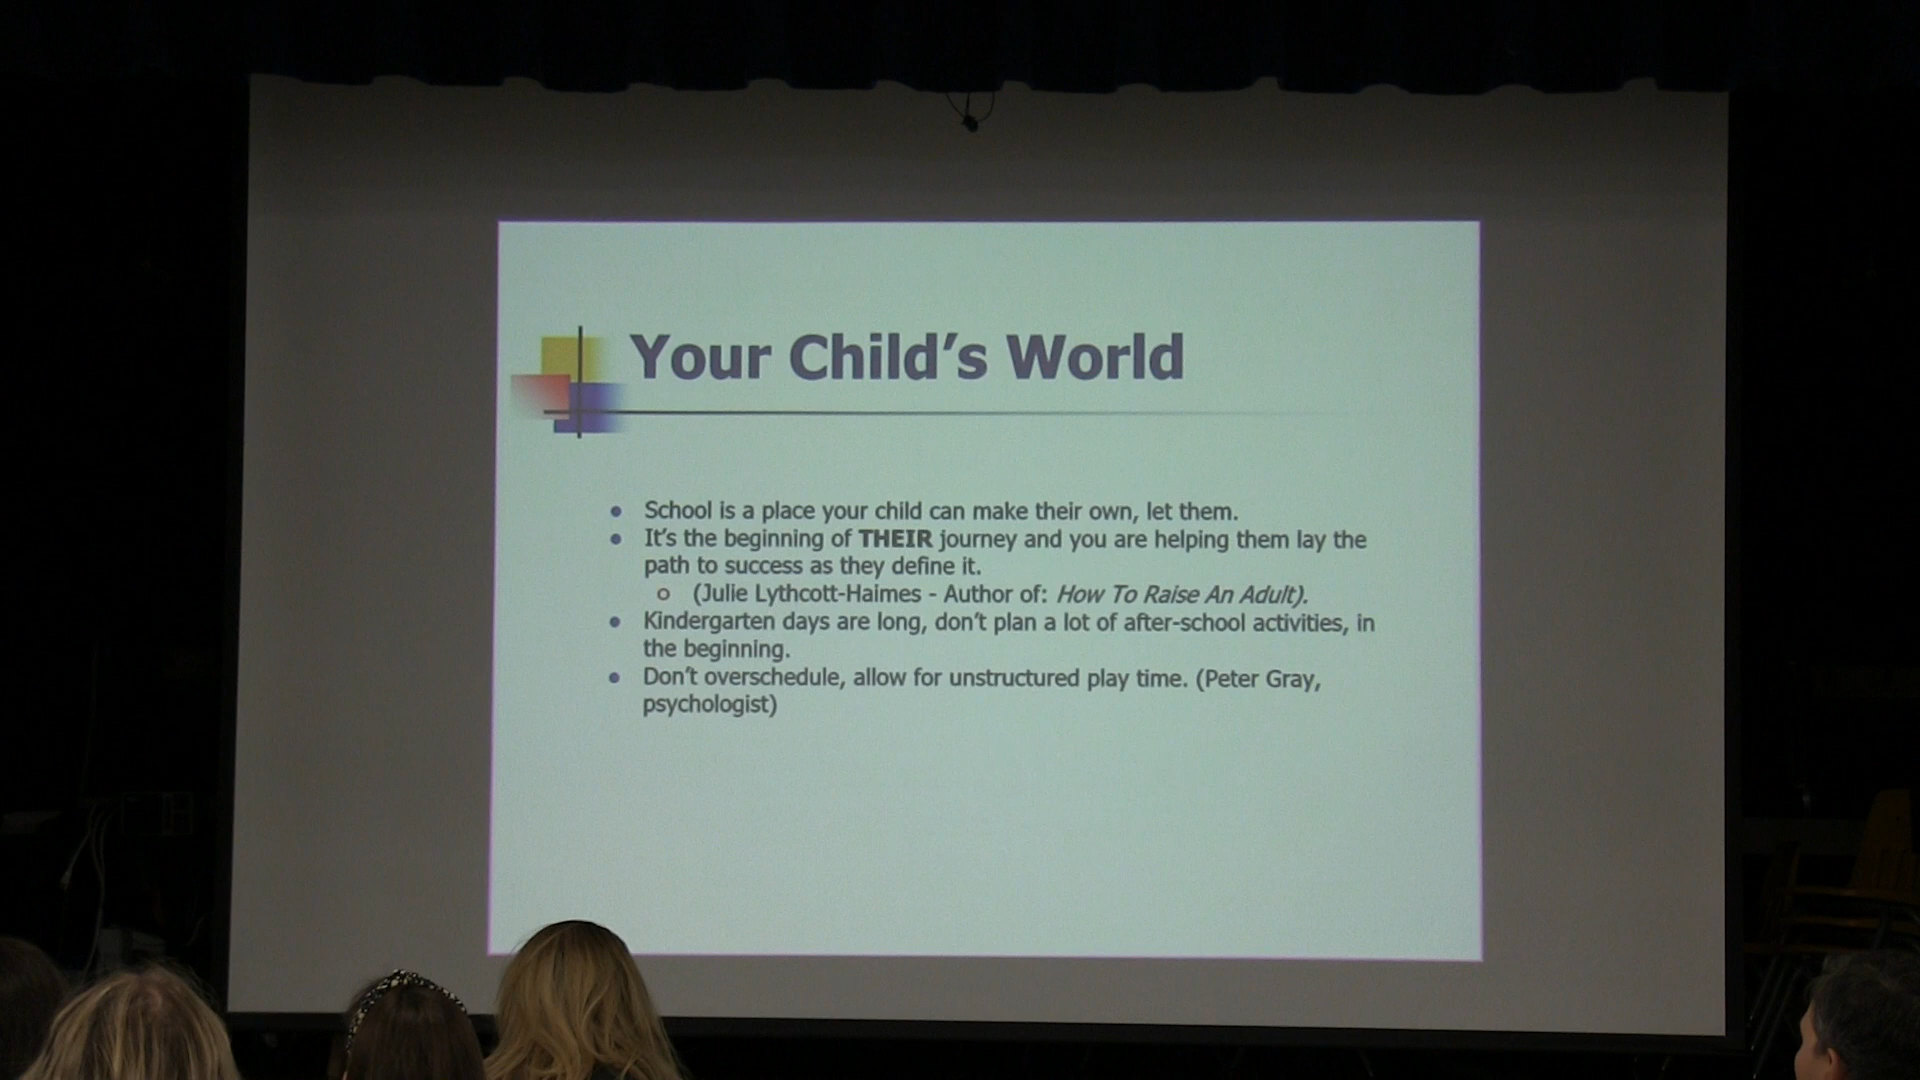 Your Child's World
• School is a place your child can make their own, let them.
• It's the beginning of THEIR journey and you are helping them lay the
path to success as they define it.
o (Julie Lythcott-Haimes - Author of: How To Raise An Adult).
• Kindergarten days are long, don't plan a lot of after-school activities, in
the beginning.
• Don't overschedule, allow for unstructured play time. (Peter Gray,
psychologist)